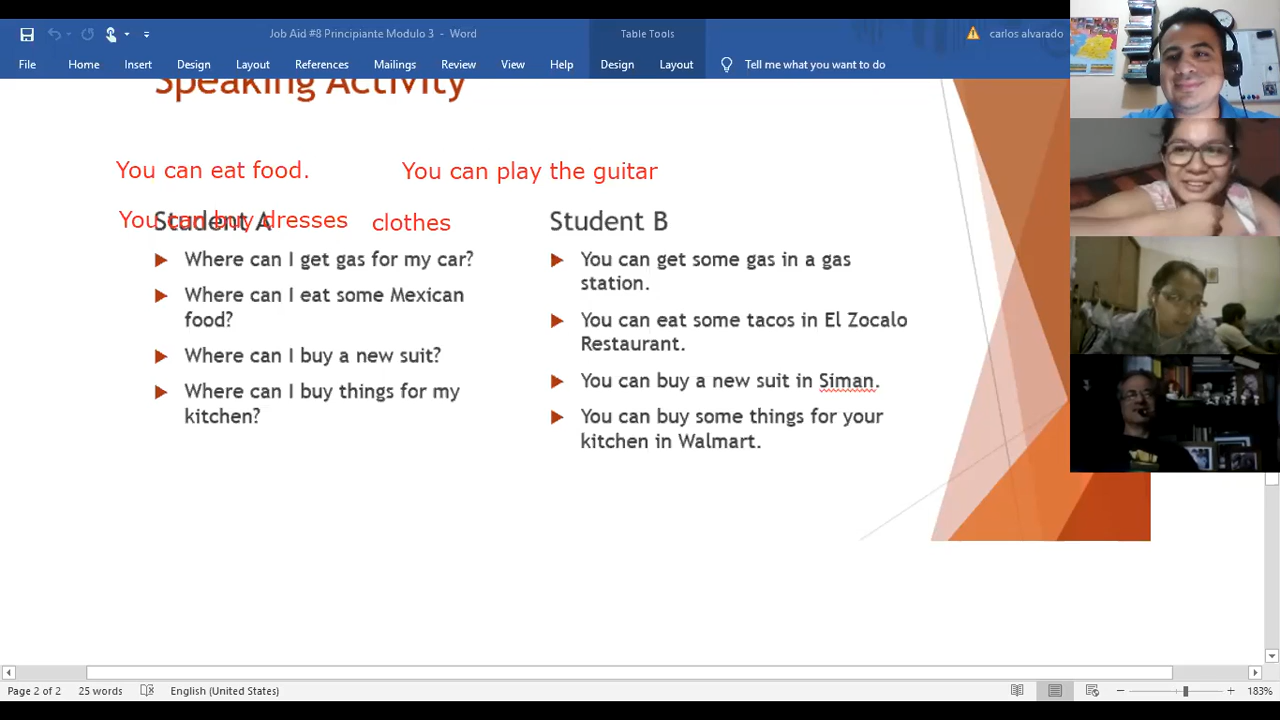 Job Aid #8 Principiante Modulo 3 - Word
Table Tools
carlos alvarado
File Home Insert Design Layout References Mailings Review View Help Design Layout Tell me what you want to do
Speaking Activity
You can eat food.
You can play the guitar
You can buy dresses
clothes
Student A
Where can I get gas for my car?
Where can I eat some Mexican
food?
Where can I buy a new suit?
Where can I buy things for my
kitchen?
Student B
You can get some gas in a gas
station.
You can eat some tacos in El Zocalo
Restaurant.
You can buy a new suit in Siman.
You can buy some things for your
kitchen in Walmart.
Page 2 of 2 25 words English (United States) 183%